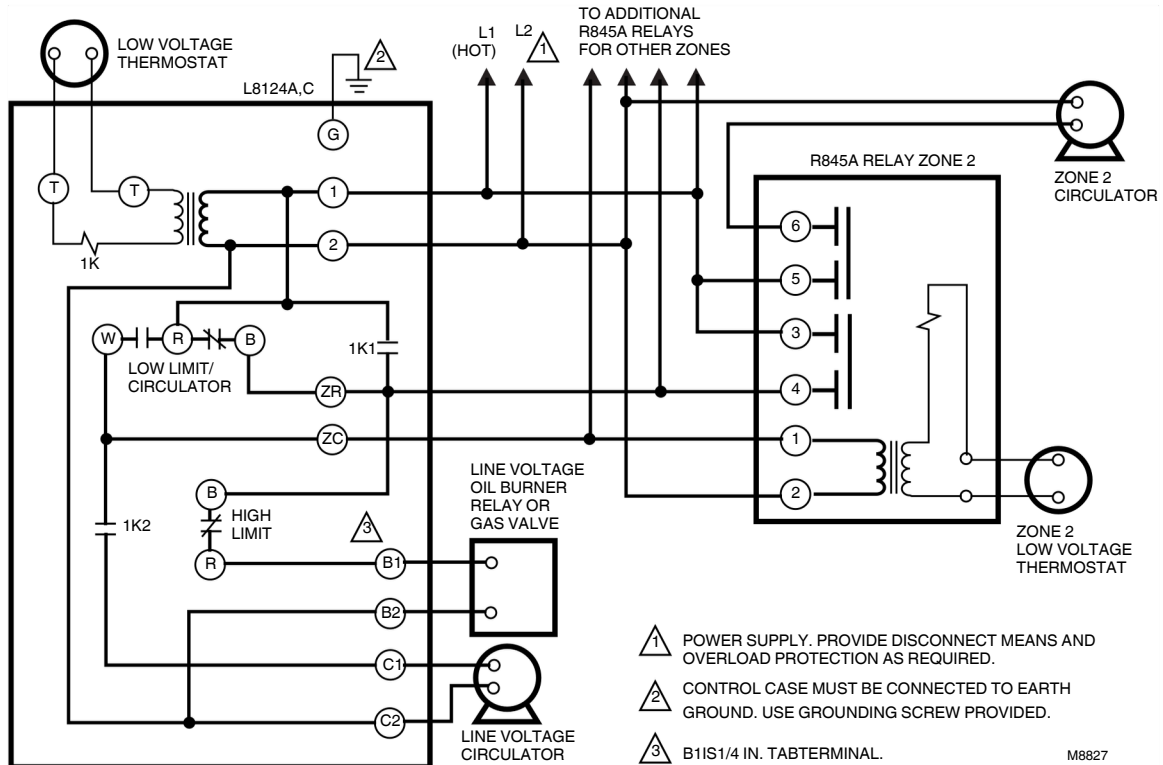 LOW VOLTAGE
THERMOSTAT
L8124A,C
2
L1
(HOT)
L2
1
TO ADDITIONAL
R845A RELAYS
FOR OTHER ZONES
G
T
T
1K
1
2
R845A RELAY ZONE 2
ZONE 2
CIRCULATOR
6
5
3
4
1
2
W
R
B
LOW LIMIT/
CIRCULATOR
1K1
ZR
ZC
1K2
B
HIGH
LIMIT
R
3
B1
B2
C1
C2
LINE VOLTAGE
OIL BURNER
RELAY OR
GAS VALVE
LINE VOLTAGE
CIRCULATOR
ZONE 2
LOW VOLTAGE
THERMOSTAT
1 POWER SUPPLY. PROVIDE DISCONNECT MEANS AND
OVERLOAD PROTECTION AS REQUIRED.
2 CONTROL CASE MUST BE CONNECTED TO EARTH
GROUND. USE GROUNDING SCREW PROVIDED.
3 B1IS1/4 IN. TABTERMINAL.
M8827